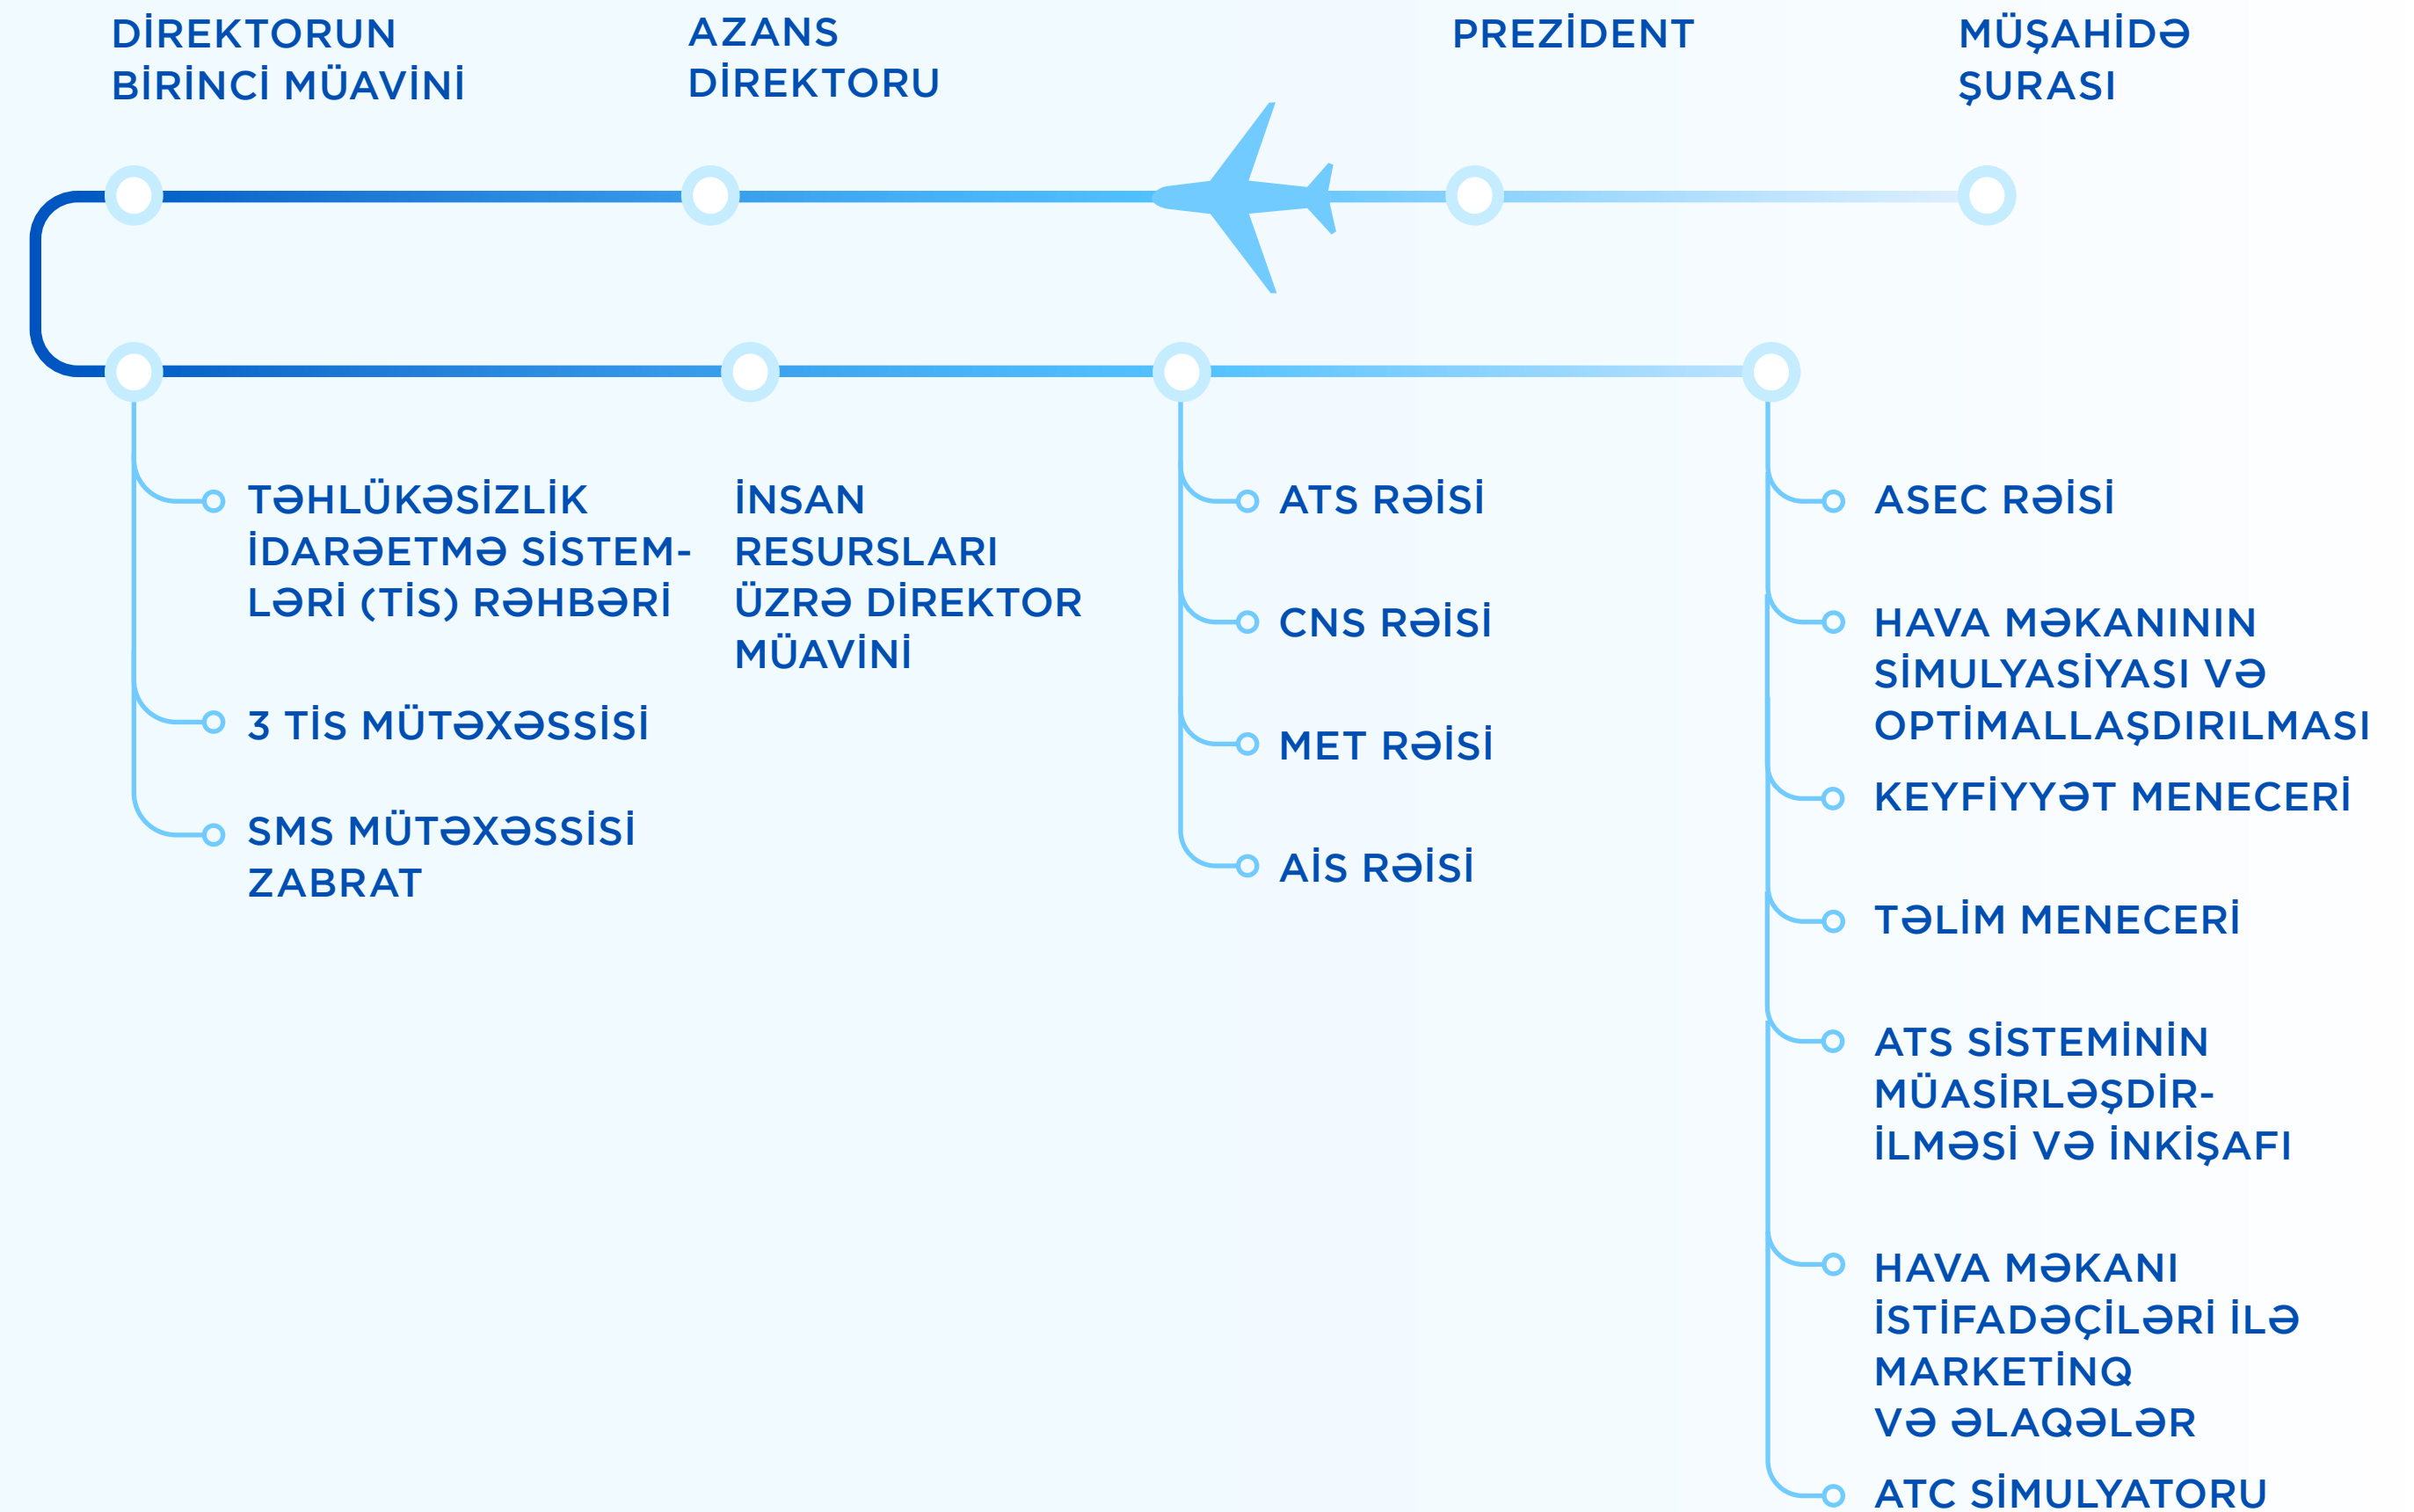 DİREKTORUN
BİRİNCİ MÜAVİNİ
AZANS
DİREKTORU
PREZİDENT
MÜŞAHİDƏ
ŞURASI
TƏHLÜKƏSİZLİK
İDARƏETMƏ SİSTEM-
LƏRİ (TİS) RƏHBƏRİ
3 TİS MÜTƏXƏSSİSİ
SMS MÜTƏXƏSSİSİ
ZABRAT
İNSAN
RESURSLARI
ÜZRƏ DİREKTOR
MÜAVİNİ
ATS RƏİSİ
CNS RƏİSİ
MET RƏİSİ
AİS RƏİSİ
ASEC RƏİSİ
HAVA MƏKANININ
SİMULYASİYASI VƏ
OPTİMALLAŞDIRILMASI
KEYFİYYƏT MENECERİ
TƏLİM MENECERİ
ATS SİSTEMİNİN
MÜASİRLƏŞDİR-
İLMƏSİ VƏ İNKİŞAFI
HAVA MƏKANI
İSTİFADƏÇİLƏRİ İLƏ
MARKETİNQ
VƏ ƏLAQƏLƏR
ATC SİMULYATORU